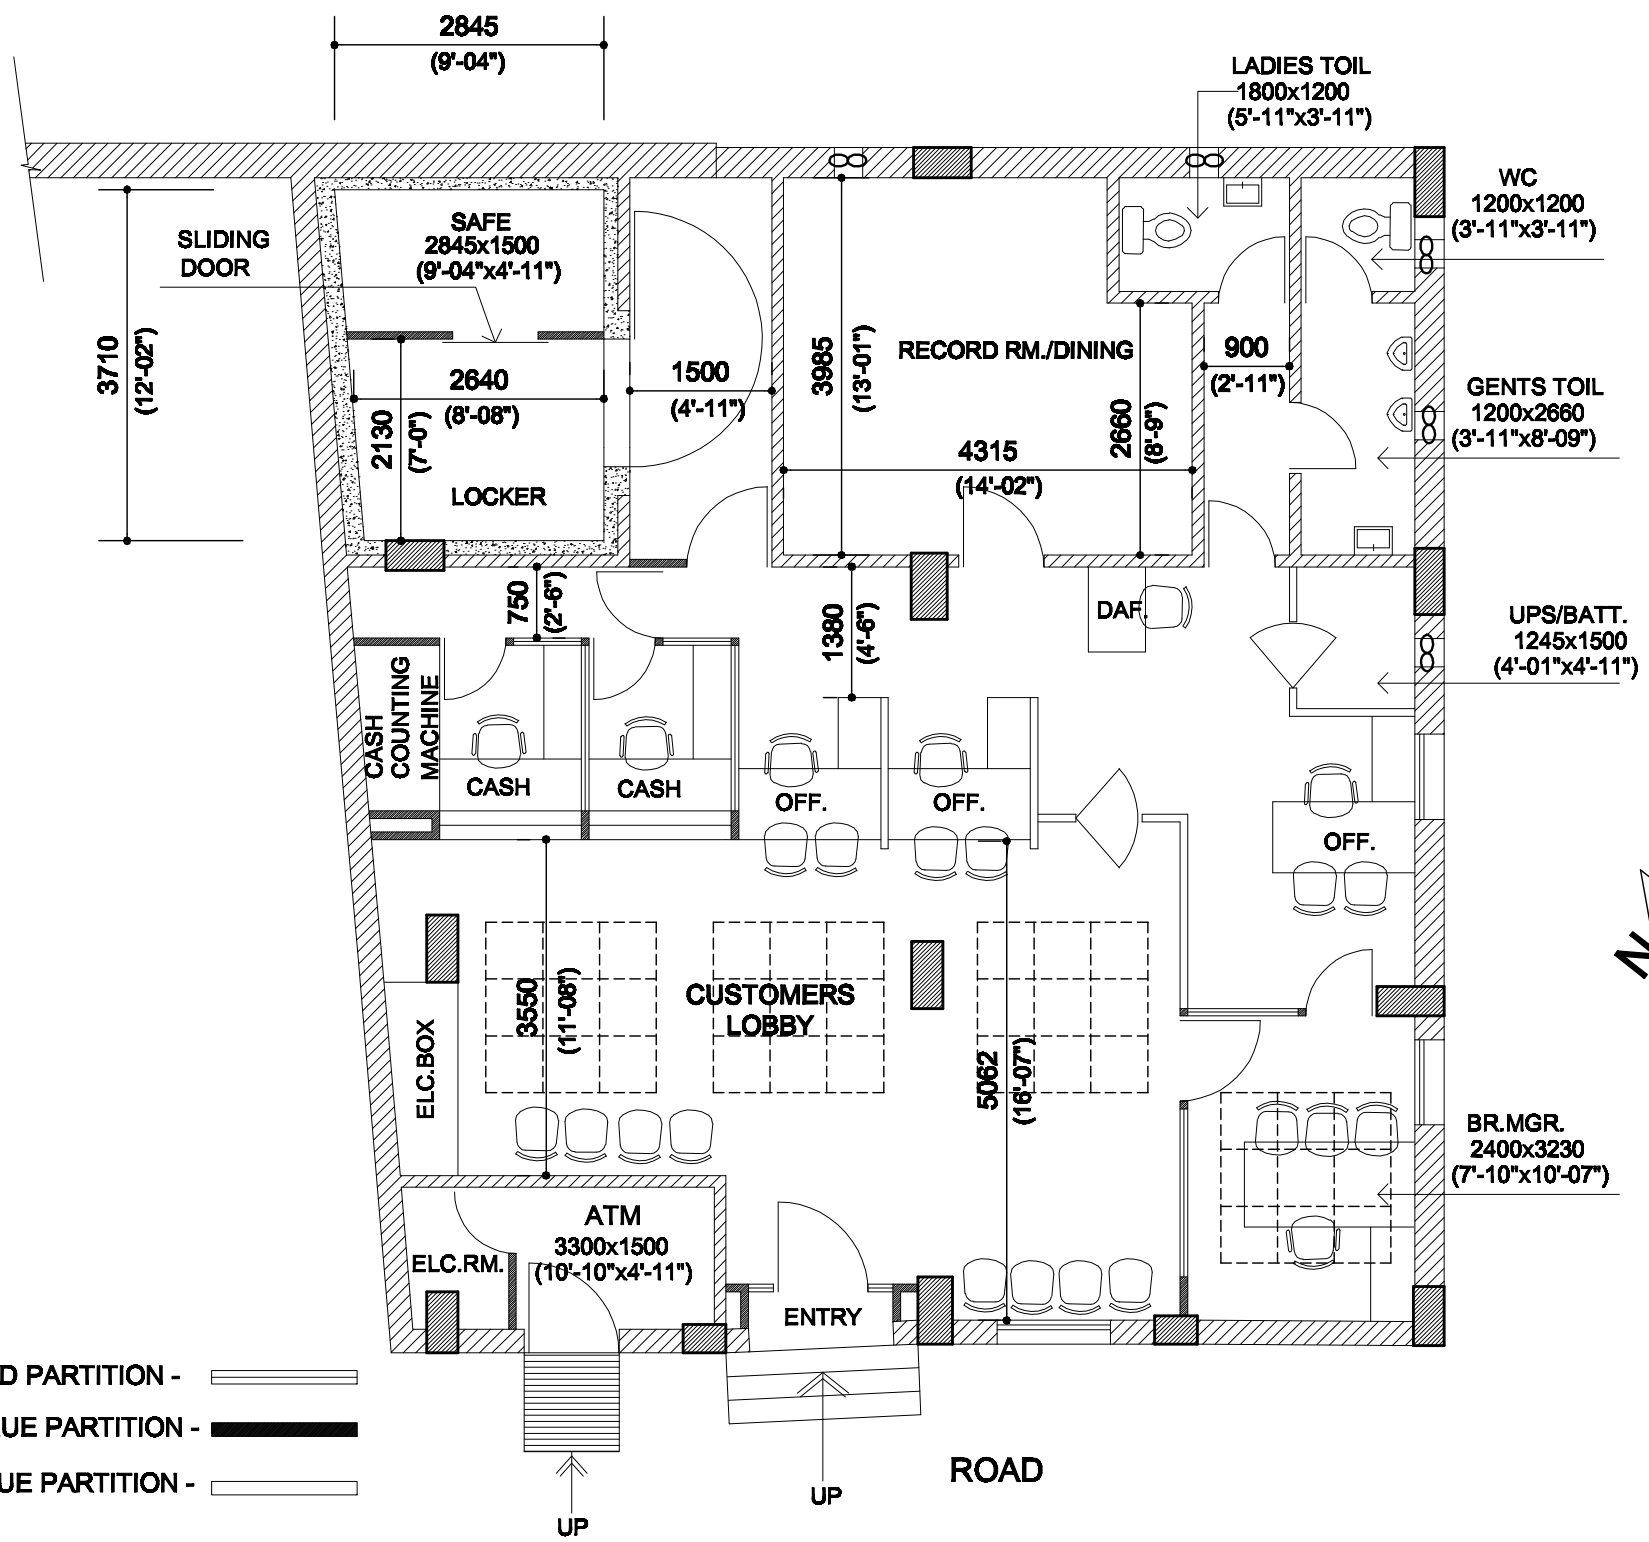 2845
(9'-04")
LADIES TOIL
1800x1200
(5'-11"x3'-11")
WC
1200x1200
(3'-11"x3'-11")
SLIDING
DOOR
SAFE
2845x1500
(9'-04"x4'-11")
3710
(12'-02")
2640
(8'-08")
2130
(7'-0")
LOCKER
1500
(4'-11")
3985
(13'-01")
RECORD RM./DINING
4315
(14'-02")
2660
(8'-9")
900
(2'-11")
GENTS TOIL
1200x2660
(3'-11"x8'-09")
750
(2'-6")
1380
(4'-6")
DAF.
UPS/BATT.
1245x1500
(4'-01"x4'-11")
CASH
COUNTING
MACHINE
CASH
CASH
OFF.
OFF.
OFF.
N
3550
(11'-08")
CUSTOMERS
LOBBY
5062
(16'-07")
ELC.BOX
BR.MGR.
2400x3230
(7'-10"x10'-07")
ATM
3300x1500
(10'-10"x4'-11")
ELC.RM.
ENTRY
D PARTITION -
UE PARTITION -
UE PARTITION -
ROAD
UP
UP